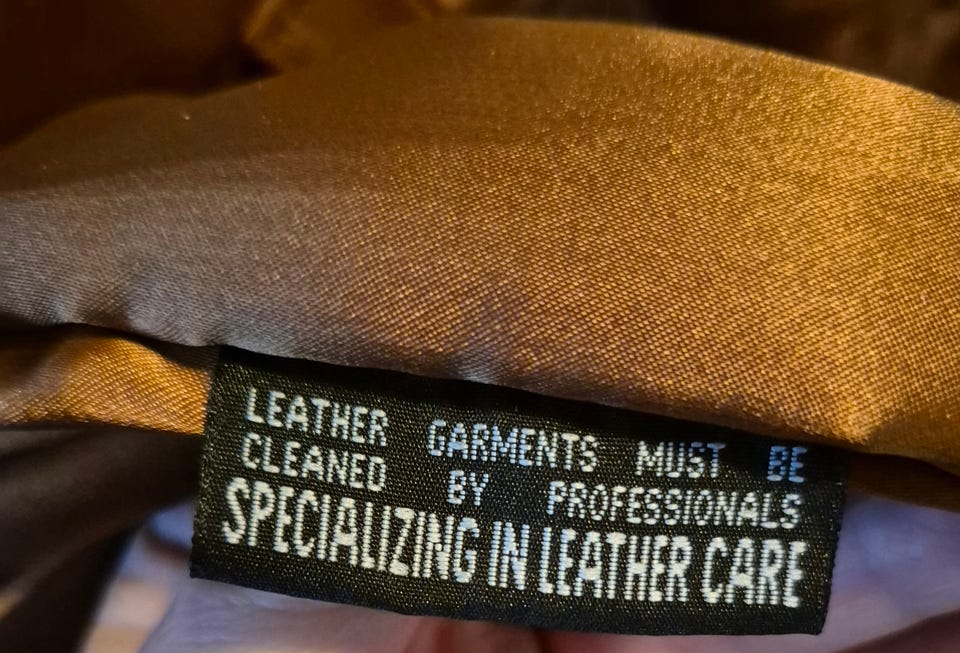 LEATHER GARMENTS MUST BE
CLEANED BY PROFESSIONALS
SPECIALIZING IN LEATHER CARE